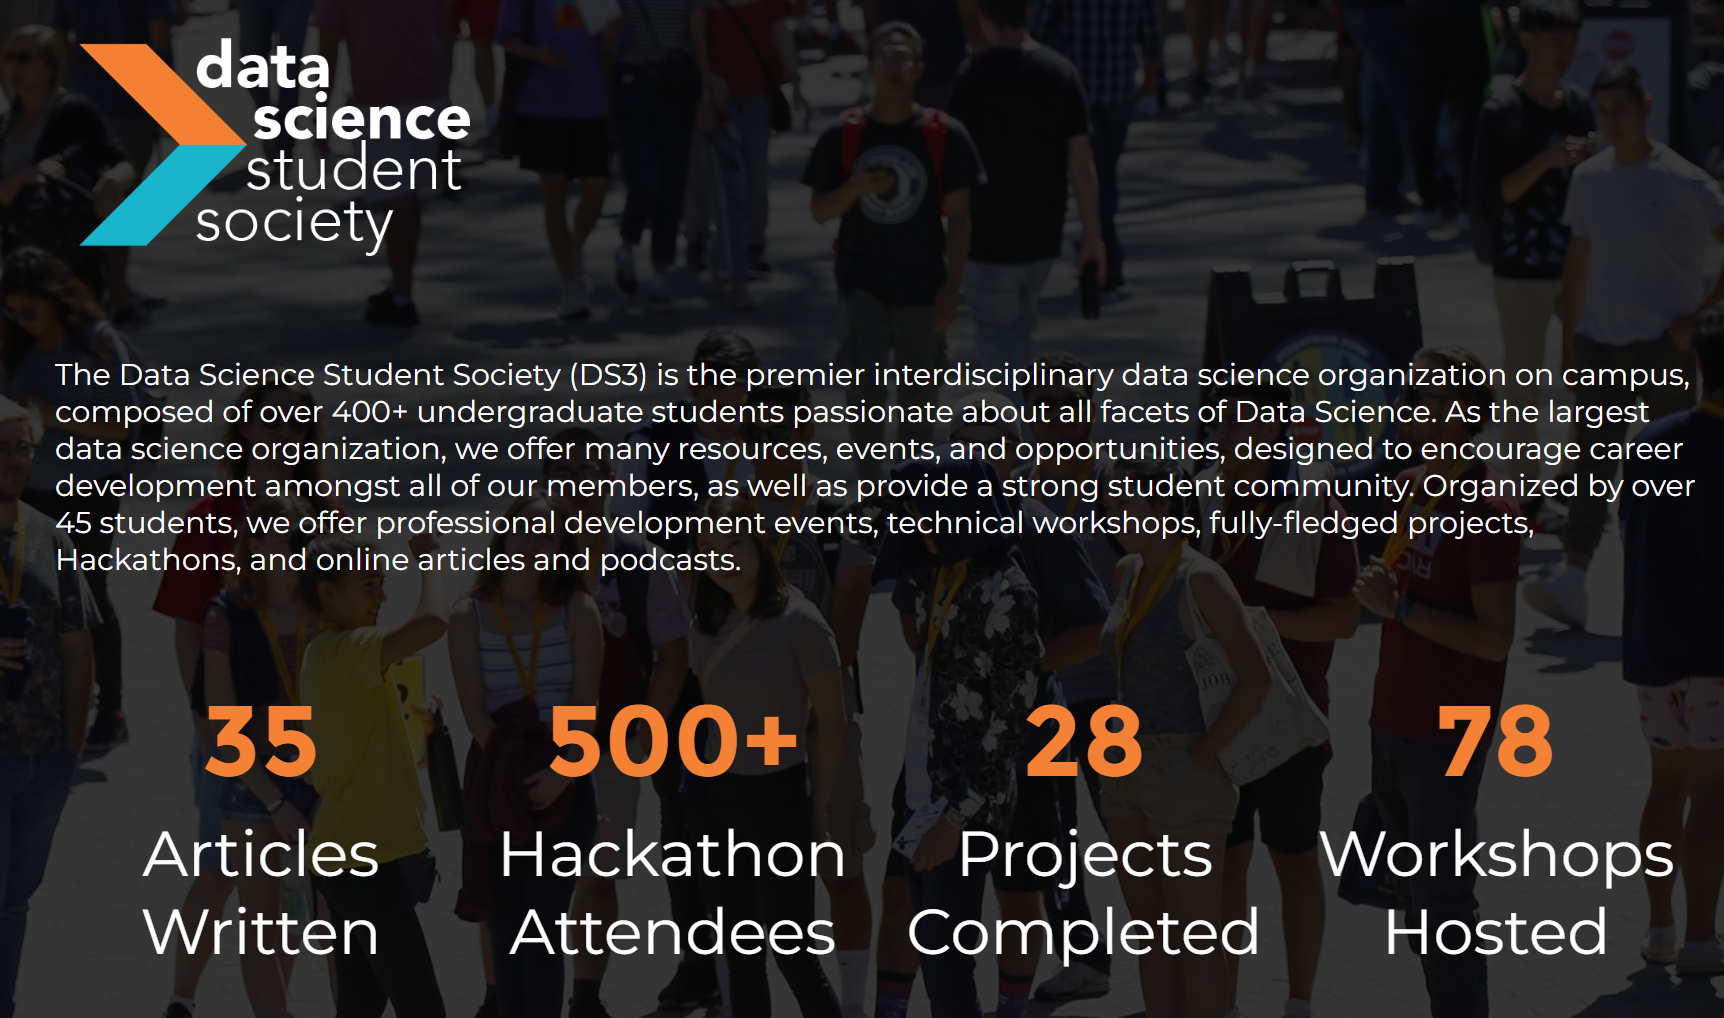 data
science
student
society
The Data Science Student Society (DS3) is the premier interdisciplinary data science organization on campus,
composed of over 400+ undergraduate students passionate about all facets of Data Science. As the largest
data science organization, we offer many resources, events, and opportunities, designed to encourage career
development amongst all of our members, as well as provide a strong student community. Organized by over
45 students, we offer professional development events, technical workshops, fully-fledged projects,
Hackathons, and online articles and podcasts.
35 500+ 28 78
Articles Hackathon Projects Workshops
Written Attendees Completed Hosted